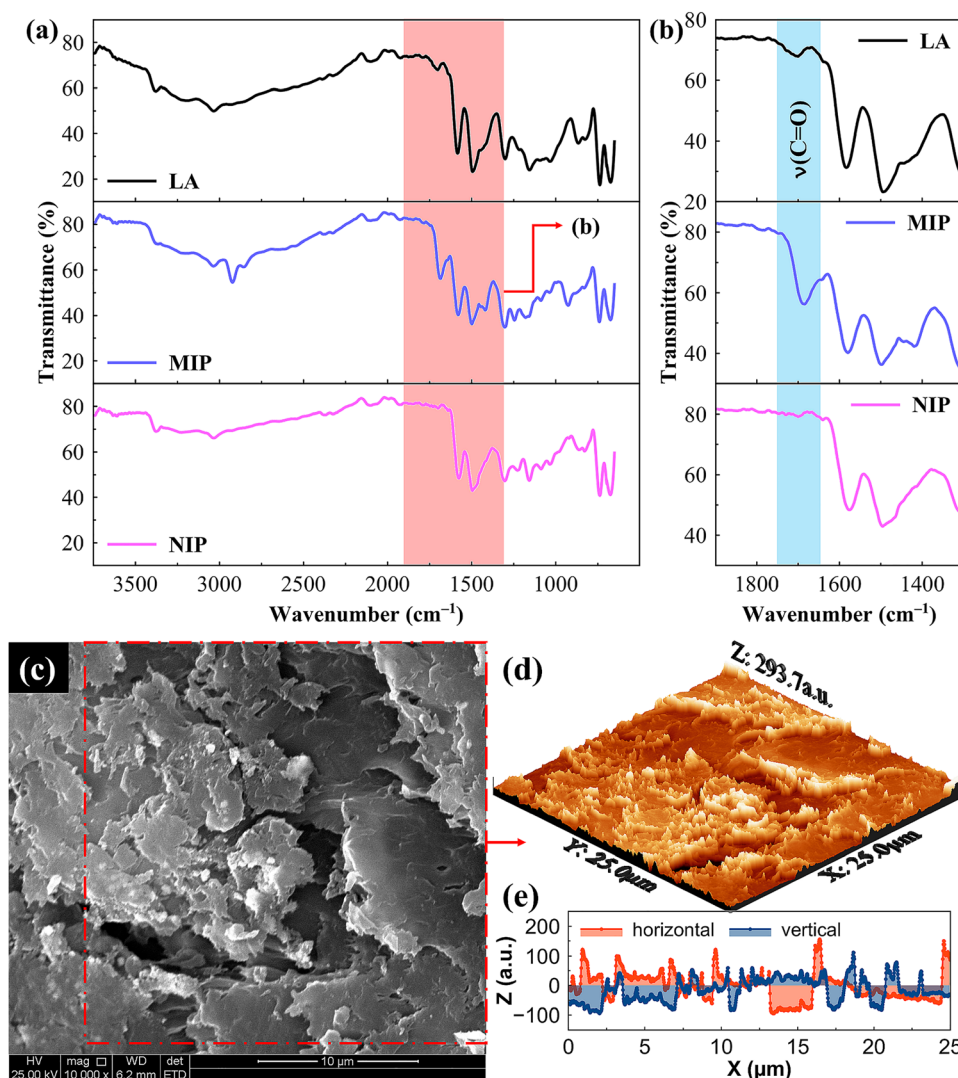 (a)
80
60
40
20
LA
80
60
40
20
MIP
(b)
80
60
40
20
NIP
Transmittance (%)
3500 3000 2500 2000 1500 1000
Wavenumber (cm⁻¹)
(b)
80
60
40
20
LA
ν(C=O)
80
60
40
MIP
80
60
40
NIP
Transmittance (%)
1800 1600 1400
Wavenumber (cm⁻¹)
(c)
HV mag □ WD det
25.00 kV 10 000 x 6.2 mm ETD
10 µm
(d)
Z: 293.7a.u.
Y: 25.0µm
X: 25.0µm
(e)
horizontal vertical
100
0
−100
Z (a.u.)
0 5 10 15 20 25
X (µm)